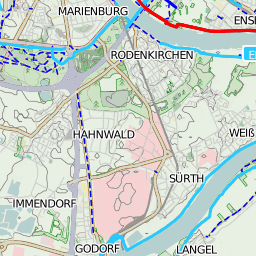 MARIENBURG
ENS
RODENKIRCHEN
E
HAHNWALD
WEIß
SÜRTH
IMMENDORF
GODORF
LANGEL